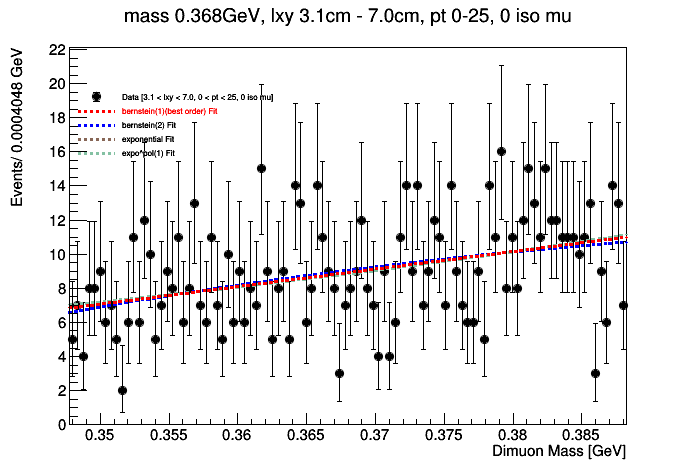 mass 0.368GeV, lxy 3.1cm - 7.0cm, pt 0-25, 0 iso mu
Events/ 0.0004048 GeV
22
20
18
16
14
12
10
8
6
4
2
0
Data [3.1 < lxy < 7.0, 0 < pt < 25, 0 iso mu]
bernstein(1)(best order) Fit
bernstein(2) Fit
exponential Fit
expo*pol(1) Fit
0.35 0.355 0.36 0.365 0.37 0.375 0.38 0.385
Dimuon Mass [GeV]